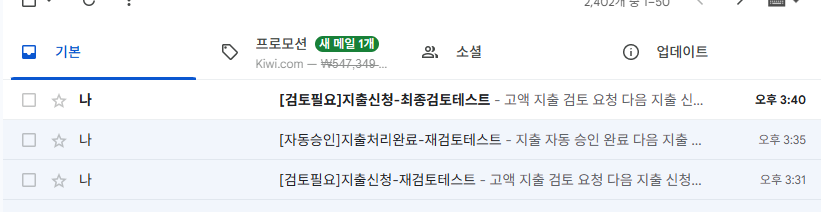 2,402개 중 1–50
기본
프로모션 새 메일 1개
Kiwi.com — ₩547,349-...
소셜
업데이트
나 [검토필요]지출신청-최종검토테스트 - 고액 지출 검토 요청 다음 지출 신... 오후 3:40
나 [자동승인]지출처리완료-재검토테스트 - 지출 자동 승인 완료 다음 지출 ... 오후 3:35
나 [검토필요]지출신청-재검토테스트 - 고액 지출 검토 요청 다음 지출 신청... 오후 3:31